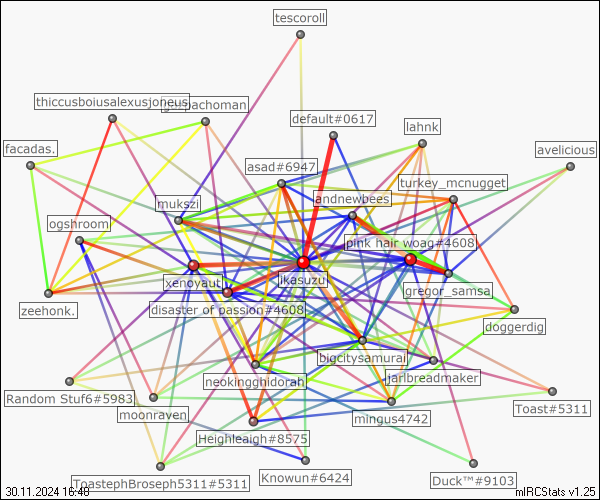 tescoroll
thiccusboiusalexusjoneus
default#0617
lahnk
facadas.
asad#6947
avelicious
turkey_mcnugget
mukszi
andnewbees
ogshroom
pink hair woag#4608
xenoyaut
likasuzui
gregor_samsa
zeehonk.
disaster of passion#4608
doggerdig
bigcitysamurai
neokingghidorah
jarlbreadmaker
Random Stuf6#5983
moonraven
mingus4742
Toast#5311
Heighleaigh#8575
ToastephBroseph5311#5311
Knowun#6424
Duck™#9103
30.11.2024 16:48
mIRCStats v1.25